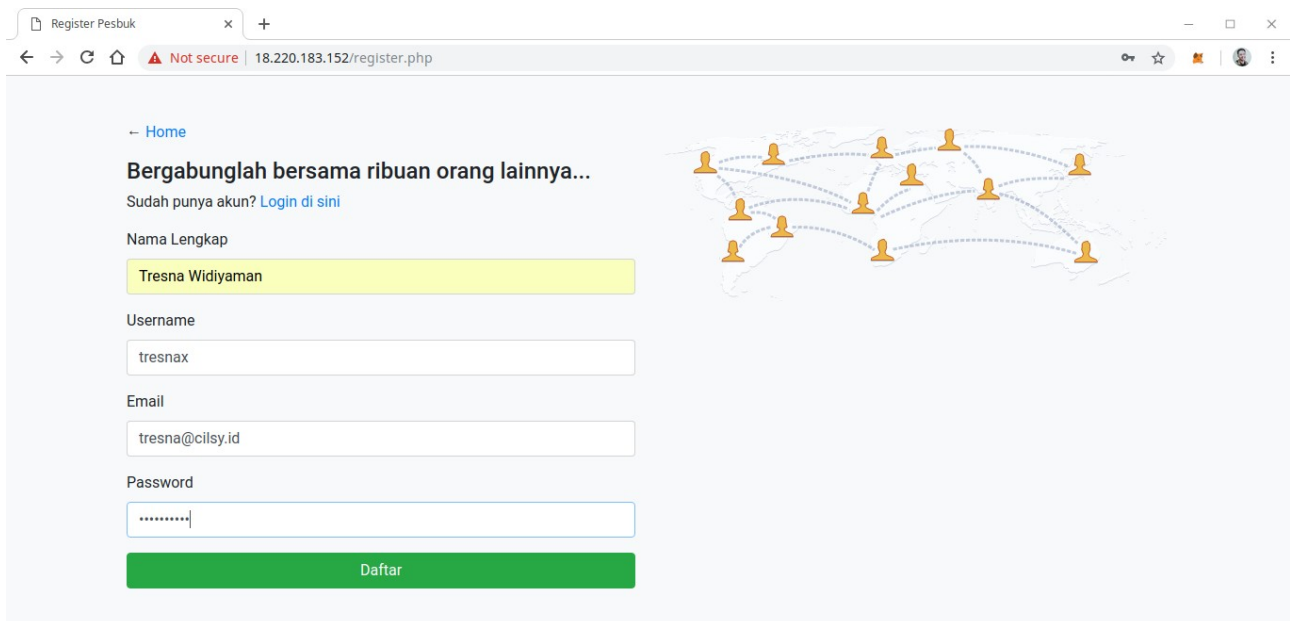 Register Pesbuk
Not secure 18.220.183.152/register.php
← Home
Bergabunglah bersama ribuan orang lainnya...
Sudah punya akun? Login di sini
Nama Lengkap
Tresna Widiyaman
Username
tresnax
Email
tresna@cilsy.id
Password
••••••••••
Daftar